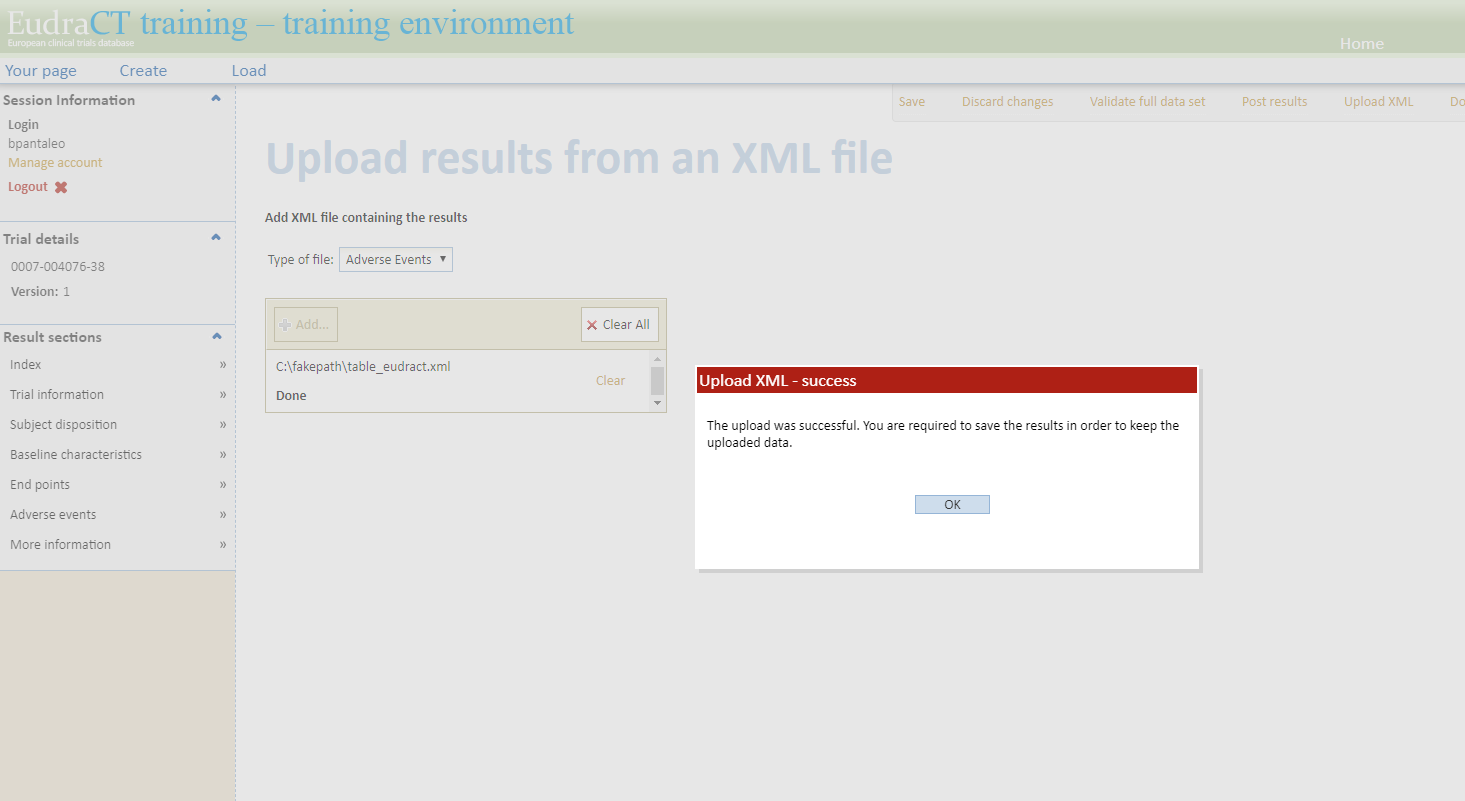 EudraCT training – training environment
European clinical trials database
Home
Your page Create Load
Session Information
Login
bpantaleo
Manage account
Logout
Trial details
0007-004076-38
Version: 1
Result sections
Index »
Trial information »
Subject disposition »
Baseline characteristics »
End points »
Adverse events »
More information »
Save Discard changes Validate full data set Post results Upload XML Do
Upload results from an XML file
Add XML file containing the results
Type of file: Adverse Events
Add... Clear All
C:\fakepath\table_eudract.xml
Clear
Done
Upload XML - success
The upload was successful. You are required to save the results in order to keep the
uploaded data.
OK